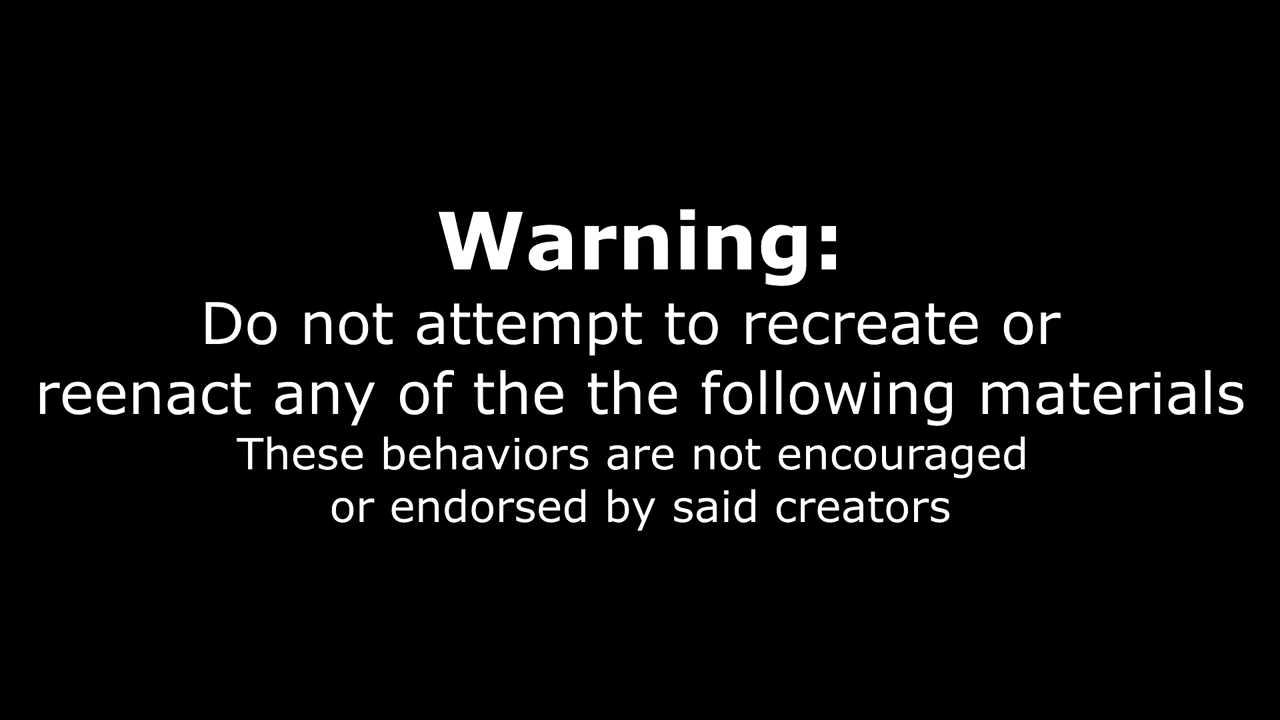 Warning:
Do not attempt to recreate or
reenact any of the the following materials
These behaviors are not encouraged
or endorsed by said creators